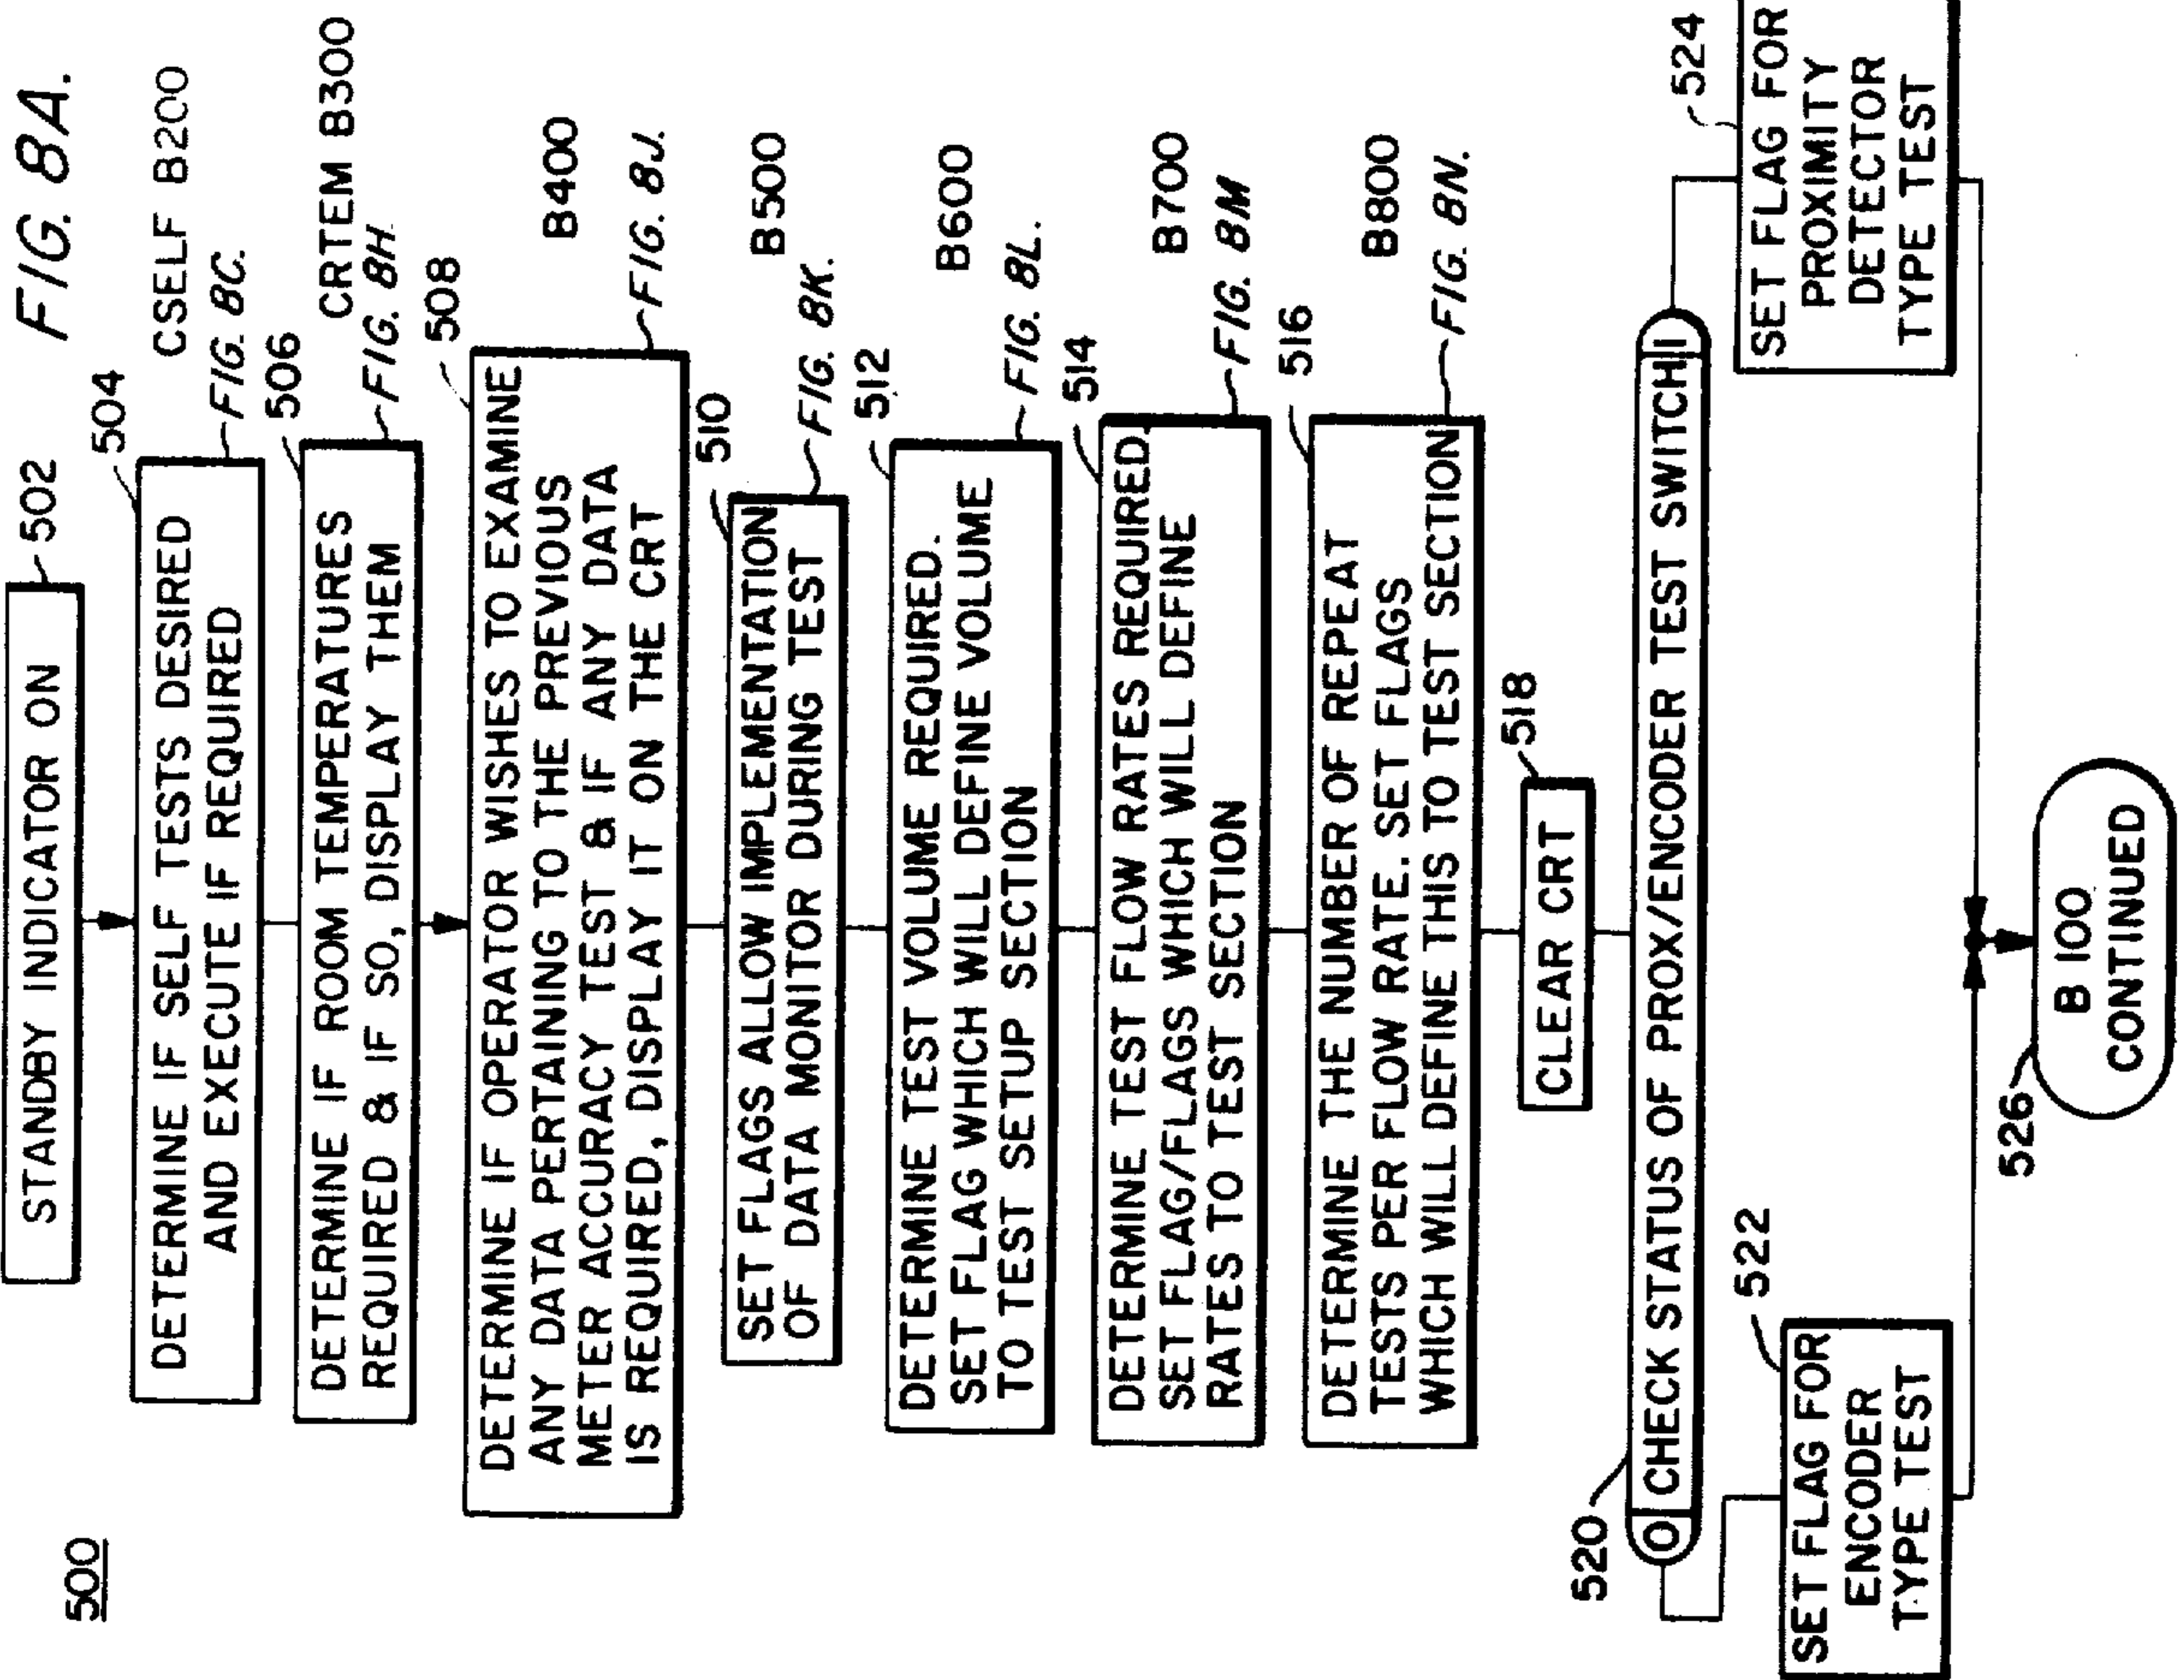 FIG. 8A.
500
STANDBY INDICATOR ON
502
504
CSELF B200
DETERMINE IF SELF TESTS DESIRED
AND EXECUTE IF REQUIRED
FIG. 8C.
506
CRTEM B300
DETERMINE IF ROOM TEMPERATURES
REQUIRED & IF SO, DISPLAY THEM
FIG. 8H.
508
DETERMINE IF OPERATOR WISHES TO EXAMINE
ANY DATA PERTAINING TO THE PREVIOUS
METER ACCURACY TEST & IF ANY DATA
IS REQUIRED, DISPLAY IT ON THE CRT
B400
FIG. 8J.
510
SET FLAGS ALLOW IMPLEMENTATION
OF DATA MONITOR DURING TEST
B500
FIG. 8K.
512
DETERMINE TEST VOLUME REQUIRED.
SET FLAG WHICH WILL DEFINE VOLUME
TO TEST SETUP SECTION
B600
FIG. 8L.
514
DETERMINE TEST FLOW RATES REQUIRED,
SET FLAG/FLAGS WHICH WILL DEFINE
RATES TO TEST SECTION
B700
FIG. 8M
516
DETERMINE THE NUMBER OF REPEAT
TESTS PER FLOW RATE. SET FLAGS
WHICH WILL DEFINE THIS TO TEST SECTION
B800
FIG. 8N.
518
CLEAR CRT
520
0 CHECK STATUS OF PROX/ENCODER TEST SWITCH 1
522
SET FLAG FOR
ENCODER
TYPE TEST
524
SET FLAG FOR
PROXIMITY
DETECTOR
TYPE TEST
526
B 100
CONTINUED